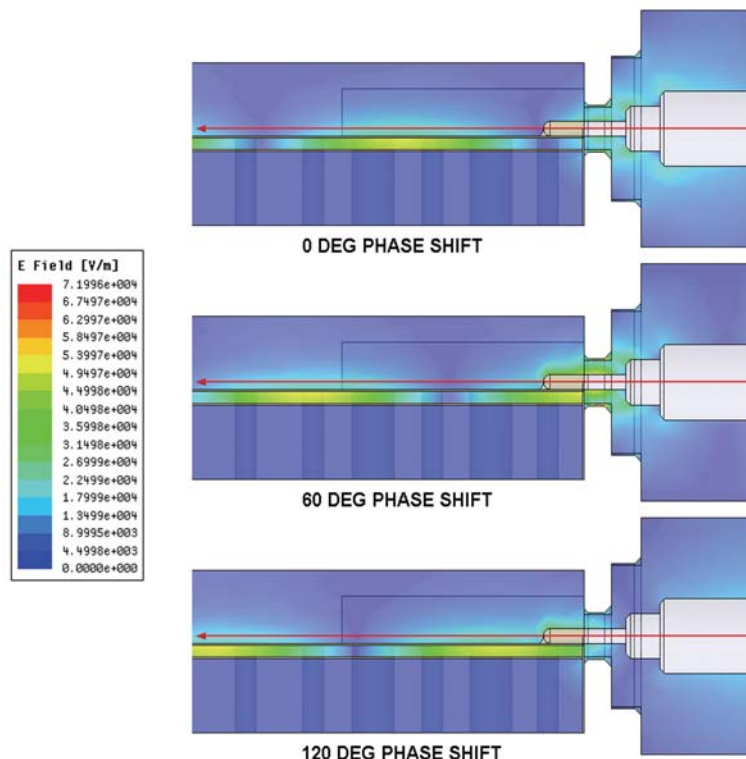 0 DEG PHASE SHIFT
E Field [V/m]
7.1996e+004
6.7497e+004
6.2997e+004
5.8497e+004
5.3997e+004
4.9497e+004
4.4998e+004
4.0498e+004
3.5998e+004
3.1498e+004
2.6999e+004
2.2499e+004
1.7999e+004
1.3499e+004
8.9995e+003
4.4998e+003
0.0000e+000
60 DEG PHASE SHIFT
120 DEG PHASE SHIFT